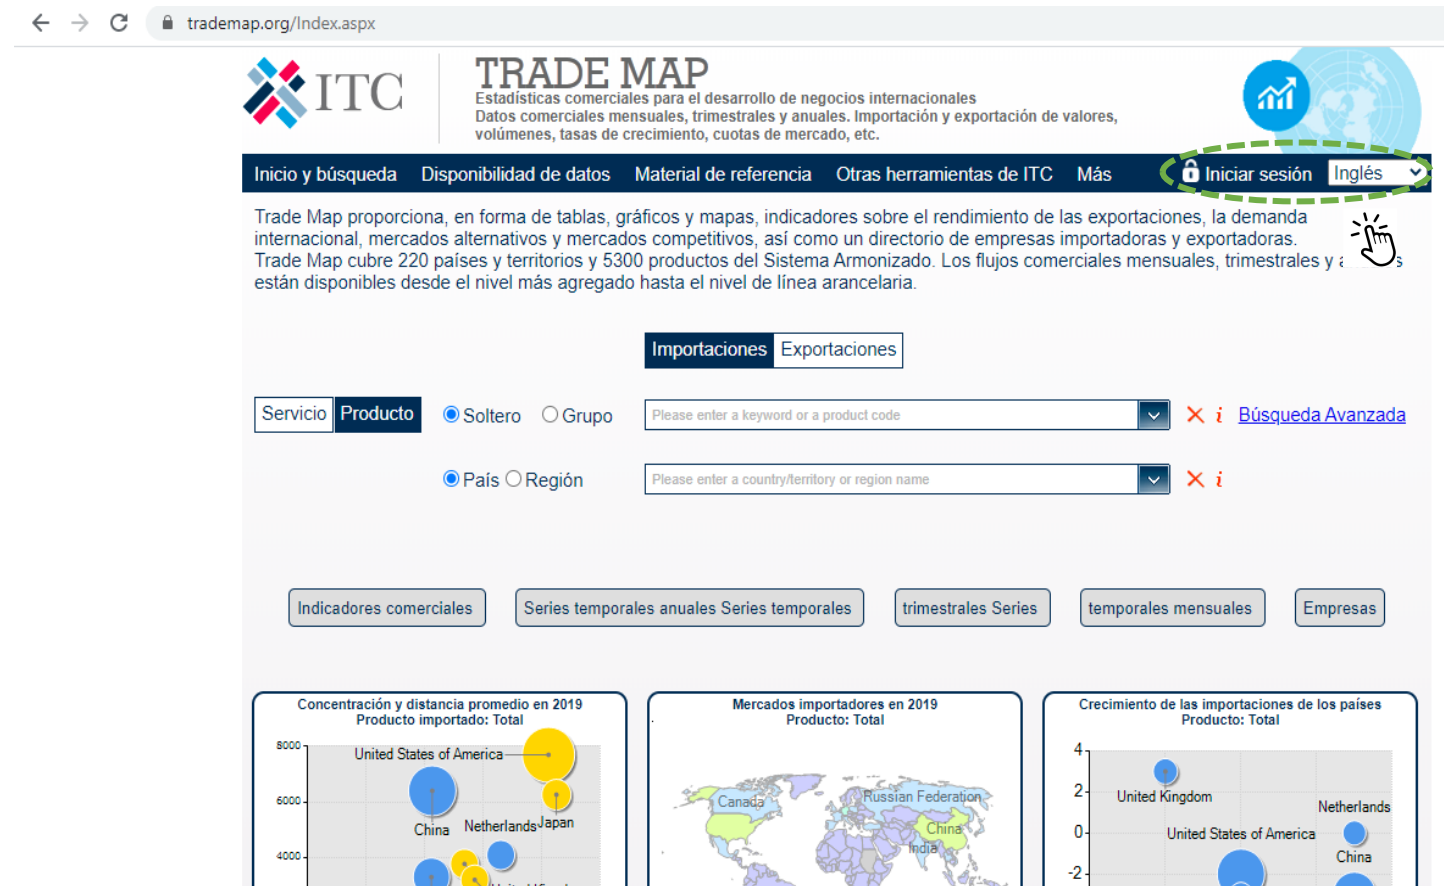 trademap.org/Index.aspx
ITC
TRADE MAP
Estadísticas comerciales para el desarrollo de negocios internacionales
Datos comerciales mensuales, trimestrales y anuales. Importación y exportación de valores,
volúmenes, tasas de crecimiento, cuotas de mercado, etc.
Inicio y búsqueda Disponibilidad de datos Material de referencia Otras herramientas de ITC Más Iniciar sesión Inglés
Trade Map proporciona, en forma de tablas, gráficos y mapas, indicadores sobre el rendimiento de las exportaciones, la demanda
internacional, mercados alternativos y mercados competitivos, así como un directorio de empresas importadoras y exportadoras.
Trade Map cubre 220 países y territorios y 5300 productos del Sistema Armonizado. Los flujos comerciales mensuales, trimestrales y
están disponibles desde el nivel más agregado hasta el nivel de línea arancelaria.
Importaciones Exportaciones
Servicio Producto Soltero Grupo Please enter a keyword or a product code i Búsqueda Avanzada
País Región Please enter a country/territory or region name i
Indicadores comerciales Series temporales anuales Series temporales trimestrales Series temporales mensuales Empresas
Concentración y distancia promedio en 2019
Producto importado: Total
8000
United States of America
6000
China Netherlands Japan
4000
Mercados importadores en 2019
Producto: Total
Canada Russian Federation
China
India
Crecimiento de las importaciones de los países
Producto: Total
4
2
United Kingdom
Netherlands
0
United States of America
China
-2